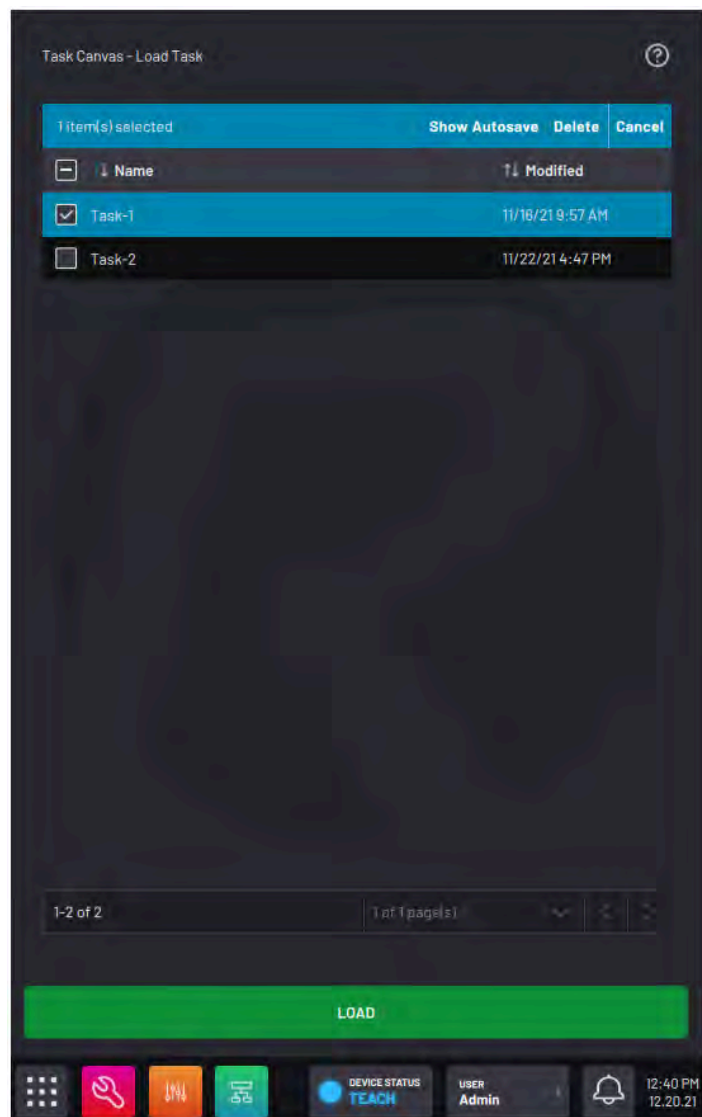 Task Canvas - Load Task
1 item(s) selected Show Autosave Delete Cancel
Name Modified
Task-1 11/16/21 9:57 AM
Task-2 11/22/21 4:47 PM
1-2 of 2 1 of 1 page(s)
LOAD
DEVICE STATUS USER 12:40 PM
TEACH Admin 12.20.21